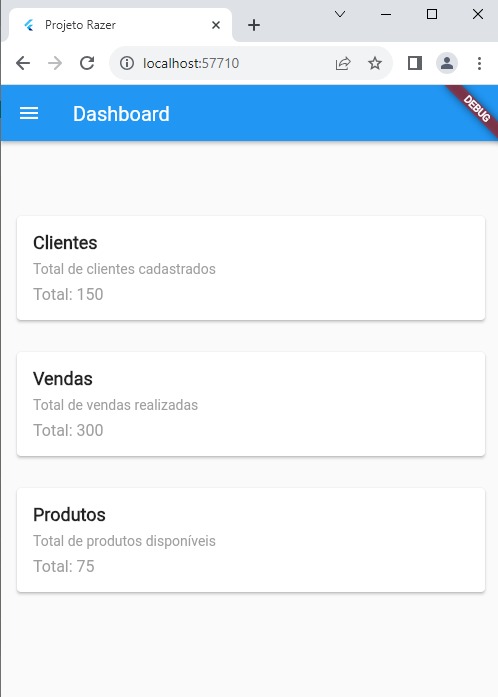 Projeto Razer
localhost:57710
Dashboard
DEBUG
Clientes
Total de clientes cadastrados
Total: 150
Vendas
Total de vendas realizadas
Total: 300
Produtos
Total de produtos disponíveis
Total: 75